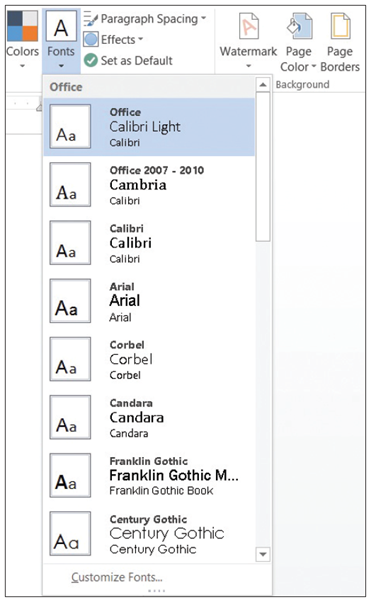 Colors
A
Fonts
Paragraph Spacing
Effects
Set as Default
A
Watermark
Page
Color
Page
Borders
Background
Office
Aa
Office
Calibri Light
Calibri
Aa
Office 2007 - 2010
Cambria
Calibri
Aa
Calibri
Calibri
Calibri
Aa
Arial
Arial
Arial
Aa
Corbel
Corbel
Corbel
Aa
Candara
Candara
Candara
Aa
Franklin Gothic
Franklin Gothic M...
Franklin Gothic Book
Aa
Century Gothic
Century Gothic
Century Gothic
Customize Fonts...